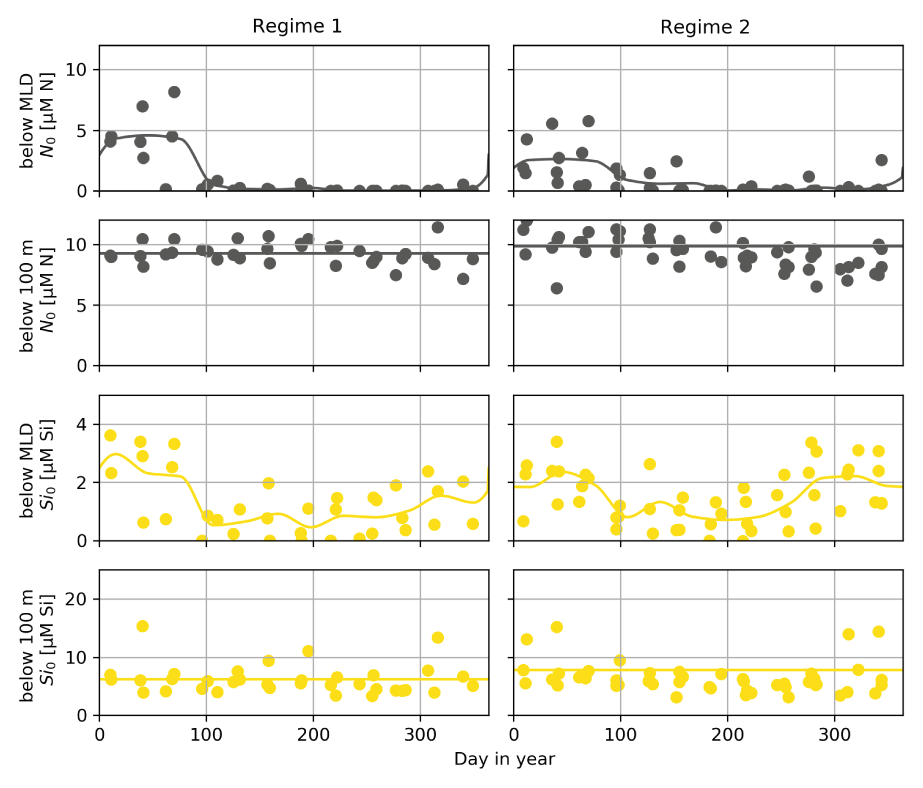 Regime 1
Regime 2
below MLD
N₀ [μM N]
10
5
0
below 100 m
N₀ [μM N]
10
5
0
below MLD
Si₀ [μM Si]
4
2
0
below 100 m
Si₀ [μM Si]
20
10
0
0 100 200 300
0 100 200 300
Day in year